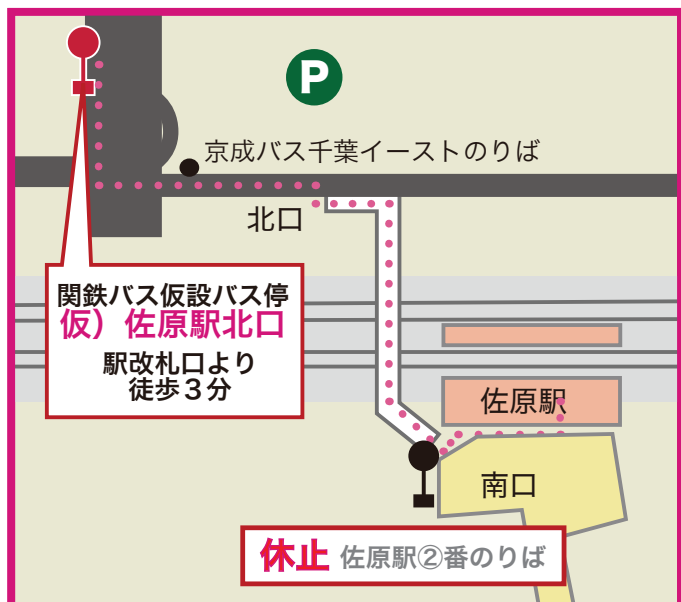 P
京成バス千葉イーストのりば
北口
関鉄バス仮設バス停
仮）佐原駅北口
駅改札口より
徒歩３分
佐原駅
南口
休止 佐原駅②番のりば